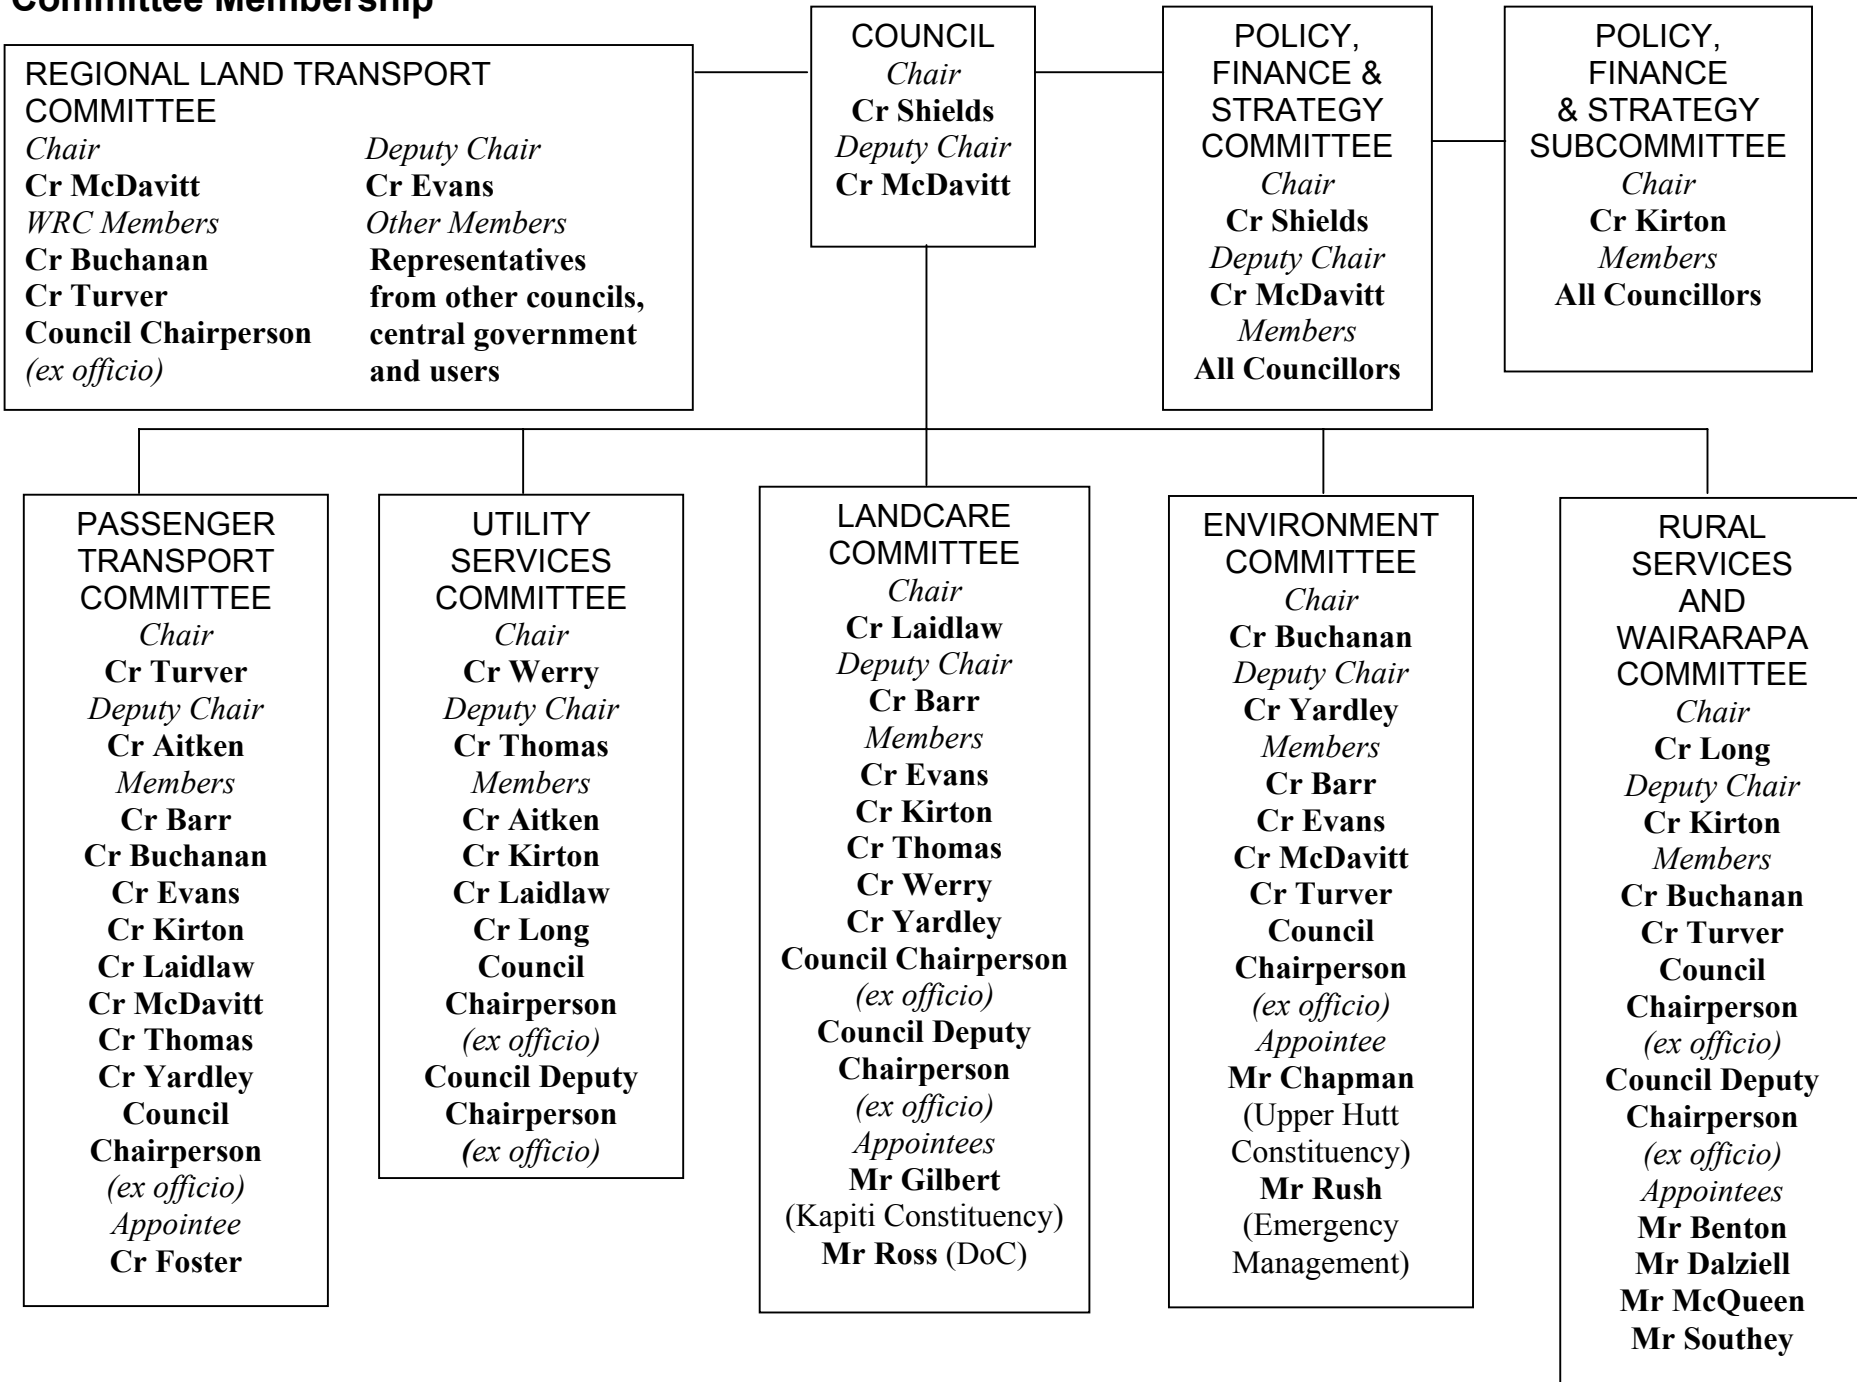 Committee Membership
REGIONAL LAND TRANSPORT
COMMITTEE
Chair
Cr McDavitt
WRC Members
Cr Buchanan
Cr Turver
Council Chairperson
(ex officio)
Deputy Chair
Cr Evans
Other Members
Representatives
from other councils,
central government
and users
COUNCIL
Chair
Cr Shields
Deputy Chair
Cr McDavitt
POLICY,
FINANCE &
STRATEGY
COMMITTEE
Chair
Cr Shields
Deputy Chair
Cr McDavitt
Members
All Councillors
POLICY,
FINANCE
& STRATEGY
SUBCOMMITTEE
Chair
Cr Kirton
Members
All Councillors
PASSENGER
TRANSPORT
COMMITTEE
Chair
Cr Turver
Deputy Chair
Cr Aitken
Members
Cr Barr
Cr Buchanan
Cr Evans
Cr Kirton
Cr Laidlaw
Cr McDavitt
Cr Thomas
Cr Yardley
Council
Chairperson
(ex officio)
Appointee
Cr Foster
UTILITY
SERVICES
COMMITTEE
Chair
Cr Werry
Deputy Chair
Cr Thomas
Members
Cr Aitken
Cr Kirton
Cr Laidlaw
Cr Long
Council
Chairperson
(ex officio)
Council Deputy
Chairperson
(ex officio)
LANDCARE
COMMITTEE
Chair
Cr Laidlaw
Deputy Chair
Cr Barr
Members
Cr Evans
Cr Kirton
Cr Thomas
Cr Werry
Cr Yardley
Council Chairperson
(ex officio)
Council Deputy
Chairperson
(ex officio)
Appointees
Mr Gilbert
(Kapiti Constituency)
Mr Ross (DoC)
ENVIRONMENT
COMMITTEE
Chair
Cr Buchanan
Deputy Chair
Cr Yardley
Members
Cr Barr
Cr Evans
Cr McDavitt
Cr Turver
Council
Chairperson
(ex officio)
Appointee
Mr Chapman
(Upper Hutt
Constituency)
Mr Rush
(Emergency
Management)
RURAL
SERVICES
AND
WAIRARAPA
COMMITTEE
Chair
Cr Long
Deputy Chair
Cr Kirton
Members
Cr Buchanan
Cr Turver
Council
Chairperson
(ex officio)
Council Deputy
Chairperson
(ex officio)
Appointees
Mr Benton
Mr Dalziell
Mr McQueen
Mr Southey